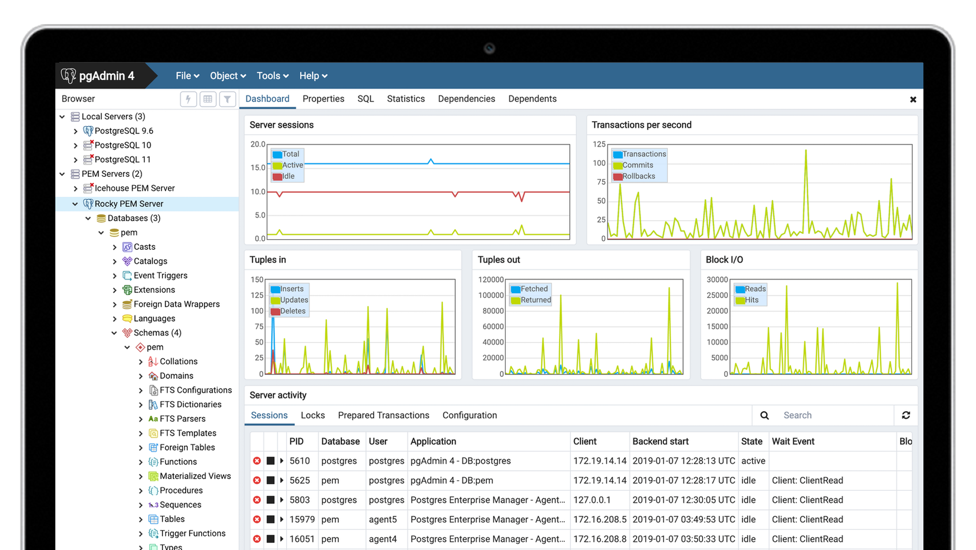 pgAdmin 4 File Object Tools Help
Browser Dashboard Properties SQL Statistics Dependencies Dependents
Local Servers (3)
PostgreSQL 9.6
PostgreSQL 10
PostgreSQL 11
PEM Servers (2)
Icehouse PEM Server
Rocky PEM Server
Databases (3)
pem
Casts
Catalogs
Event Triggers
Extensions
Foreign Data Wrappers
Languages
Schemas (4)
pem
Collations
Domains
FTS Configurations
FTS Dictionaries
FTS Parsers
FTS Templates
Foreign Tables
Functions
Materialized Views
Procedures
Sequences
Tables
Trigger Functions
Types
Server sessions
20.0
15.0
10.0
5.0
0.0
Total
Active
Idle
Transactions per second
125
100
75
50
25
0
Transactions
Commits
Rollbacks
Tuples in
150
125
100
75
50
25
0
Inserts
Updates
Deletes
Tuples out
120000
100000
80000
60000
40000
20000
0
Fetched
Returned
Block I/O
30000
25000
20000
15000
10000
5000
0
Reads
Hits
Server activity
Sessions Locks Prepared Transactions Configuration Search
PID Database User Application Client Backend start State Wait Event Blo
5610 postgres postgres pgAdmin 4 - DB:postgres 172.19.14.14 2019-01-07 12:28:13 UTC active
5625 pem postgres pgAdmin 4 - DB:pem 172.19.14.14 2019-01-07 12:28:17 UTC idle Client: ClientRead
5803 postgres postgres Postgres Enterprise Manager - Agent... 127.0.0.1 2019-01-07 12:30:05 UTC idle Client: ClientRead
15979 pem agent5 Postgres Enterprise Manager - Agent... 172.16.208.5 2019-01-07 03:49:53 UTC idle Client: ClientRead
16051 pem agent4 Postgres Enterprise Manager - Agent... 172.16.208.8 2019-01-07 03:50:33 UTC idle Client: ClientRead